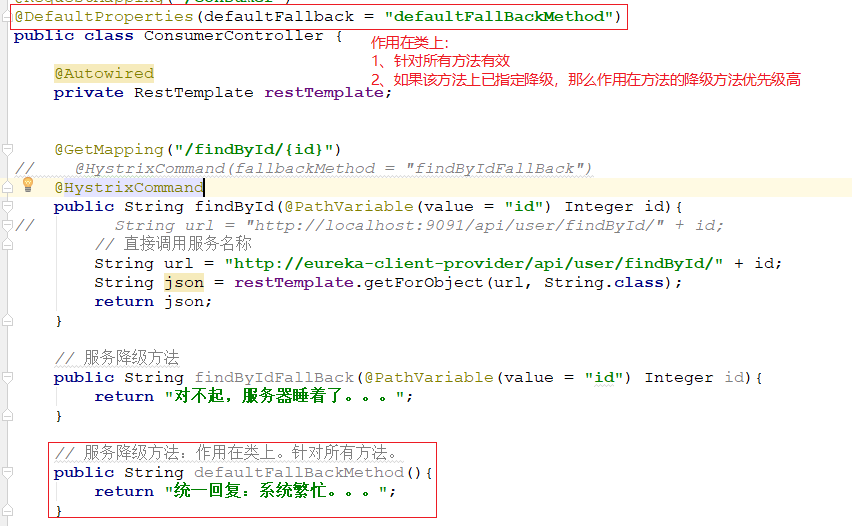 @RequestMapping("/consumer")
@DefaultProperties(defaultFallback = "defaultFallBackMethod")
public class ConsumerController {
作用在类上：
1、针对所有方法有效
2、如果该方法上已指定降级，那么作用在方法的降级方法优先级高
@Autowired
private RestTemplate restTemplate;
@GetMapping("/findById/{id}")
// @HystrixCommand(fallbackMethod = "findByIdFallBack")
@HystrixCommand
public String findById(@PathVariable(value = "id") Integer id){
// String url = "http://localhost:9091/api/user/findById/" + id;
// 直接调用服务名称
String url = "http://eureka-client-provider/api/user/findById/" + id;
String json = restTemplate.getForObject(url, String.class);
return json;
}
// 服务降级方法
public String findByIdFallBack(@PathVariable(value = "id") Integer id){
return "对不起，服务器睡着了。。。";
}
// 服务降级方法：作用在类上。针对所有方法。
public String defaultFallBackMethod(){
return "统一回复：系统繁忙。。。";
}